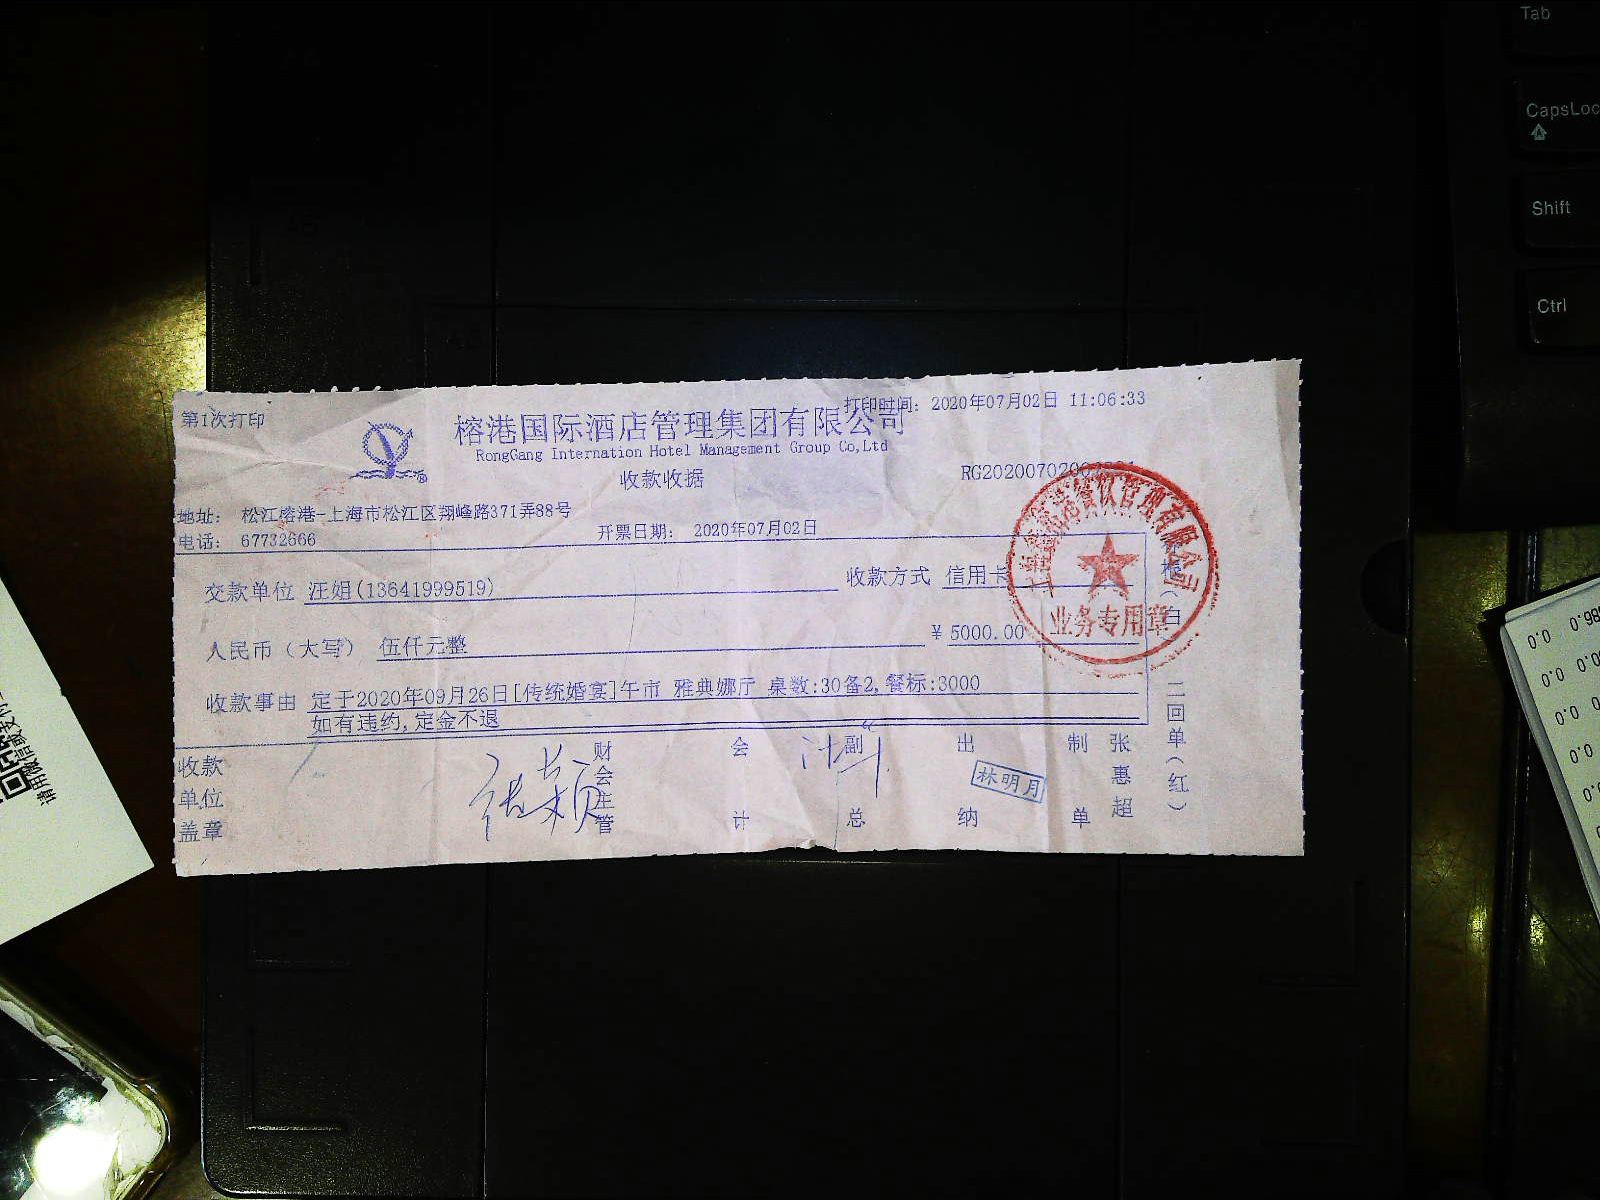 第1次打印
打印时间: 2020年07月02日 11:06:33
榕港国际酒店管理集团有限公司
RongGang Internation Hotel Management Group Co,Ltd
收款收据
地址: 松江榕港-上海市松江区翔峰路371弄88号
电话: 67732666
开票日期: 2020年07月02日
交款单位 汪娟(13641999519)
收款方式 信用卡
人民币(大写) 伍仟元整
¥ 5000.00
收款事由 定于2020年09月26日[传统婚宴]午市 雅典娜厅 桌数:30备2,餐标:3000
如有违约,定金不退
收款单位盖章
财会主管
会计
副总
出纳
林明月
制单
张惠超
业务专用章
二回单(红)
Tab
CapsLoc
Shift
Ctrl